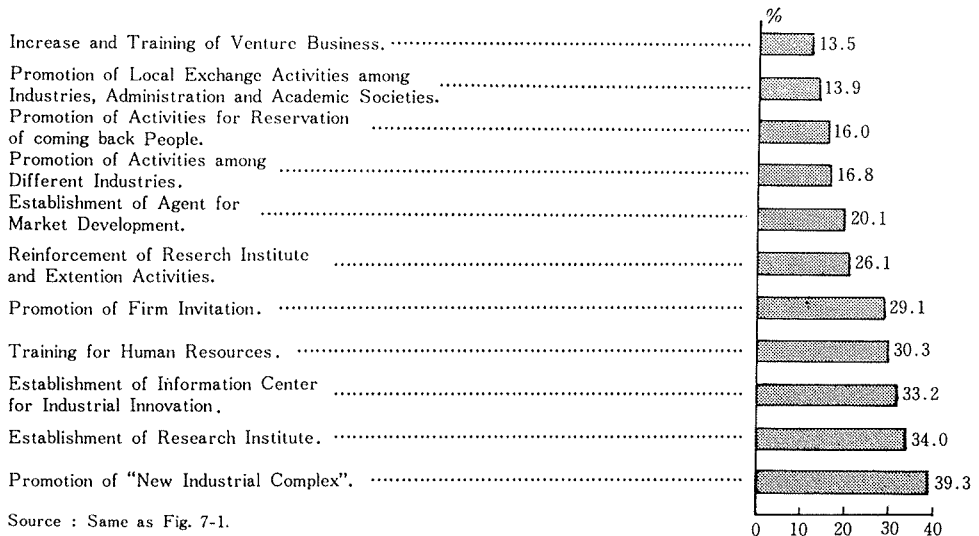 %
Increase and Training of Venture Business. 13.5
Promotion of Local Exchange Activities among
Industries, Administration and Academic Societies. 13.9
Promotion of Activities for Reservation
of coming back People. 16.0
Promotion of Activities among
Different Industries. 16.8
Establishment of Agent for
Market Development. 20.1
Reinforcement of Reserch Institute
and Extention Activities. 26.1
Promotion of Firm Invitation. 29.1
Training for Human Resources. 30.3
Establishment of Information Center
for Industrial Innovation. 33.2
Establishment of Research Institute. 34.0
Promotion of “New Industrial Complex”. 39.3
Source : Same as Fig. 7-1.
0 10 20 30 40